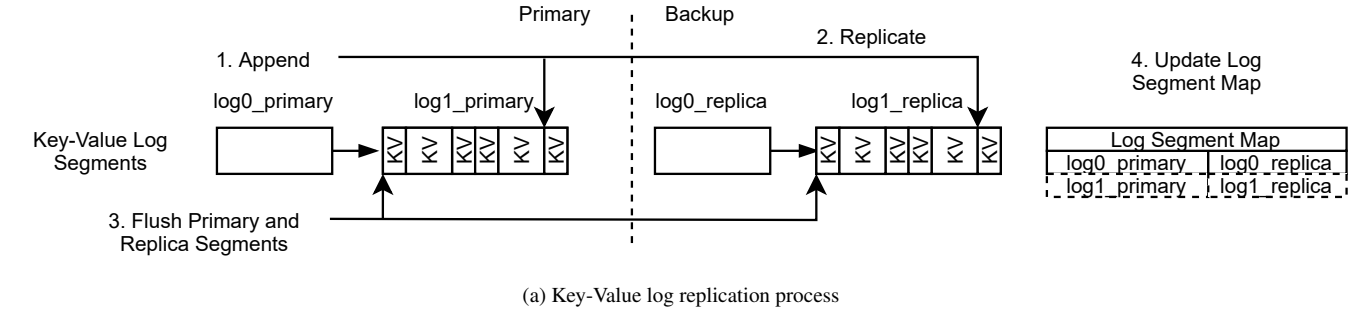 Primary
Backup
1. Append
2. Replicate
4. Update Log
Segment Map
log0_primary
log1_primary
log0_replica
log1_replica
Key-Value Log
Segments
KV
KV
KV
KV
KV
KV
KV
KV
KV
KV
KV
KV
Log Segment Map
log0_primary log0_replica
log1_primary log1_replica
3. Flush Primary and
Replica Segments
(a) Key-Value log replication process